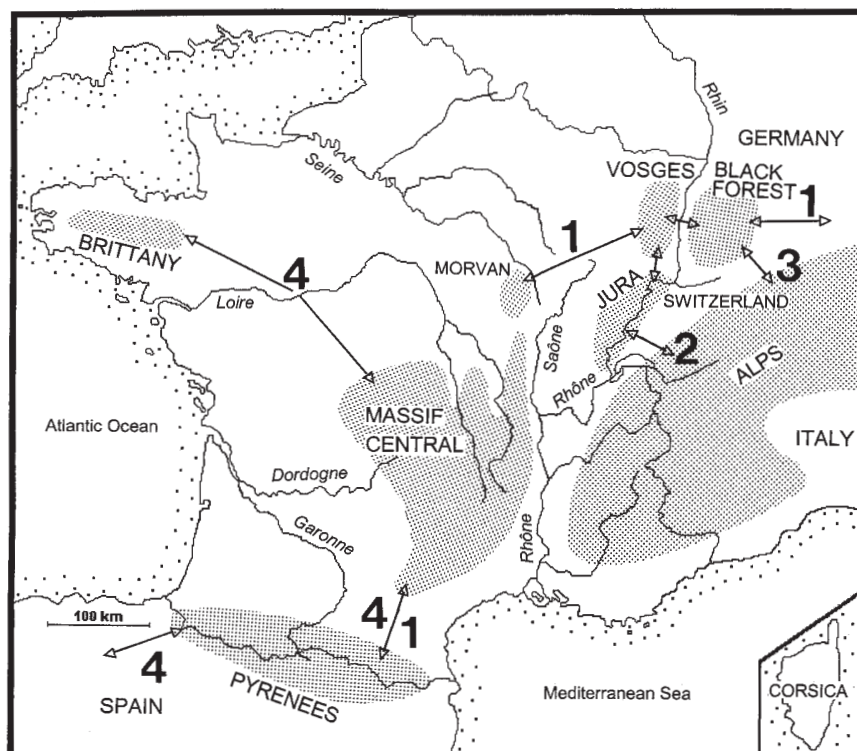 Rhin
GERMANY
VOSGES
BLACK
FOREST
1
Seine
1
BRITTANY
MORVAN
3
4
JURA
SWITZERLAND
Loire
Saône
2
ALPS
Rhône
MASSIF
CENTRAL
Atlantic Ocean
ITALY
Dordogne
Garonne
Rhône
100 km
4
1
4
SPAIN
PYRENEES
Mediterranean Sea
CORSICA